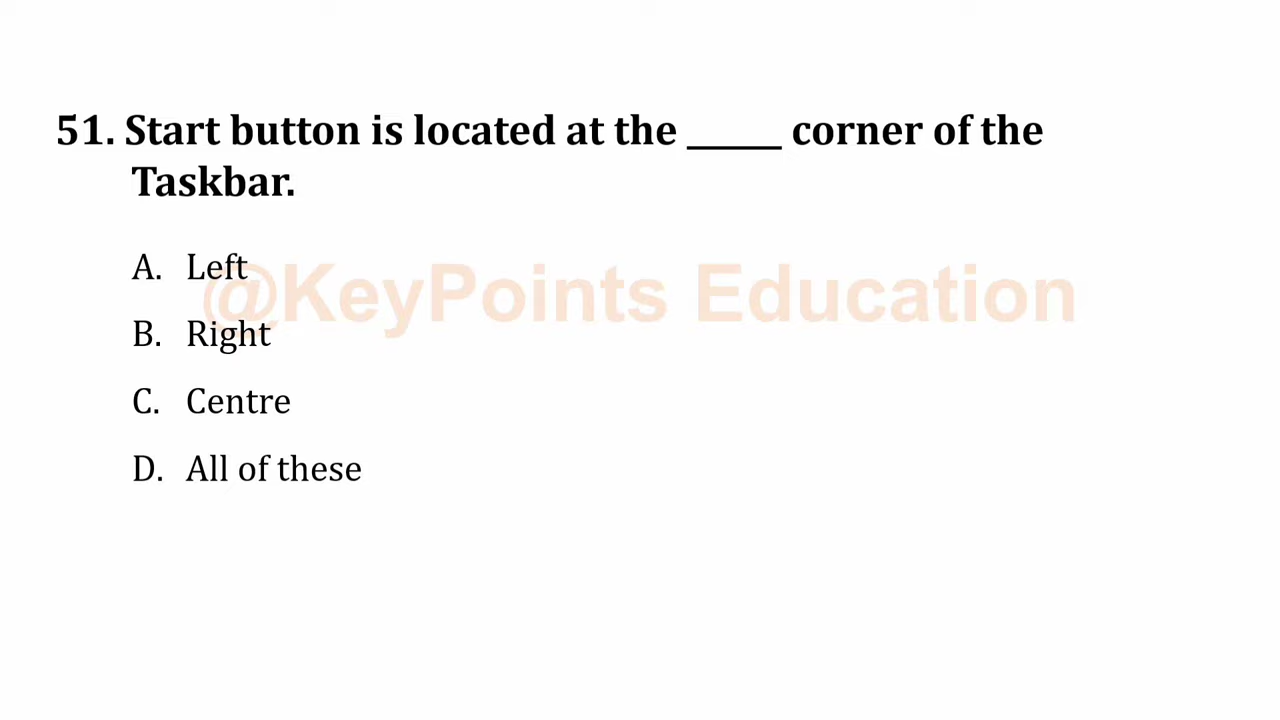 51. Start button is located at the ______ corner of the
Taskbar.
A. Left
@KeyPoints Education
B. Right
C. Centre
D. All of these